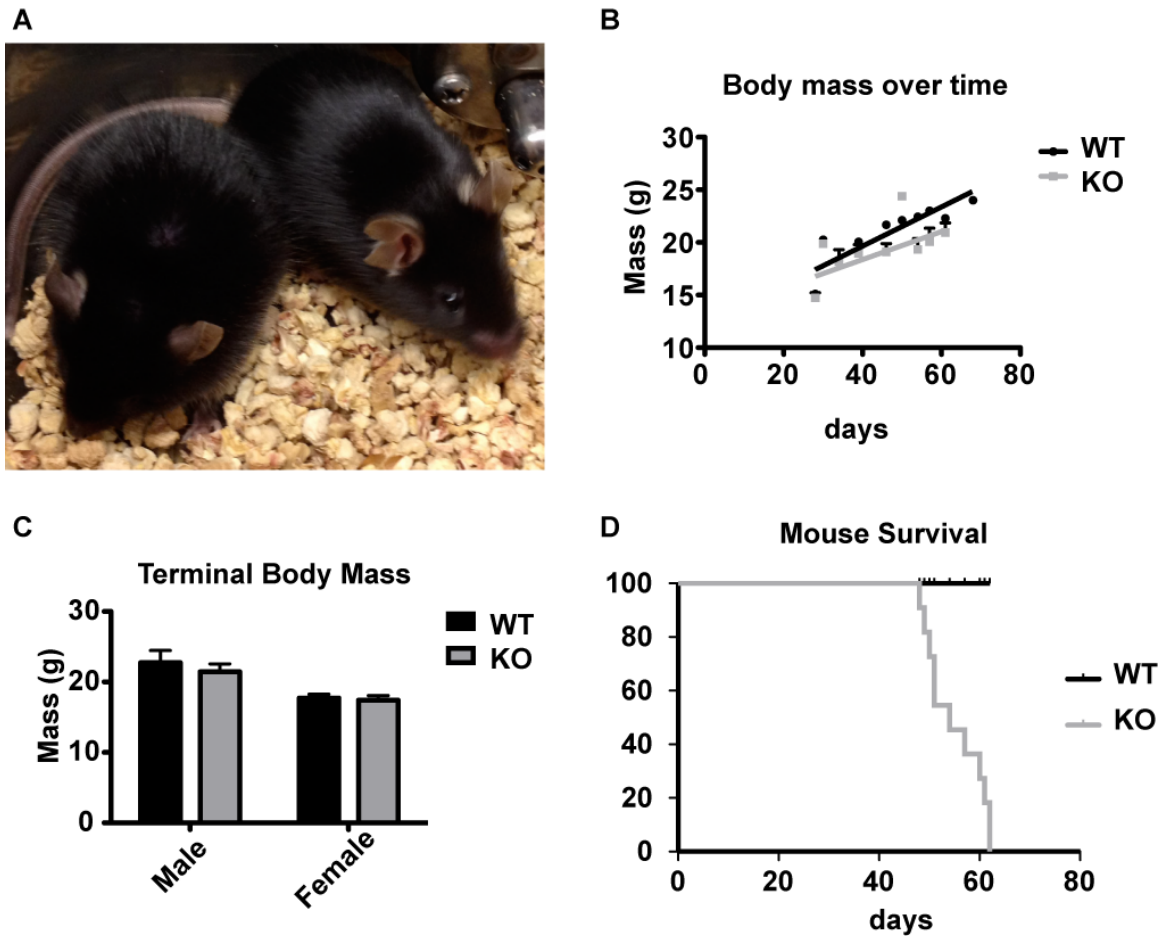 A
B
Body mass over time
30
25
20
15
10
Mass (g)
0 20 40 60 80
days
WT
KO
C
Terminal Body Mass
30
20
10
0
Mass (g)
Male
Female
WT
KO
D
Mouse Survival
100
80
60
40
20
0
0 20 40 60 80
days
WT
KO